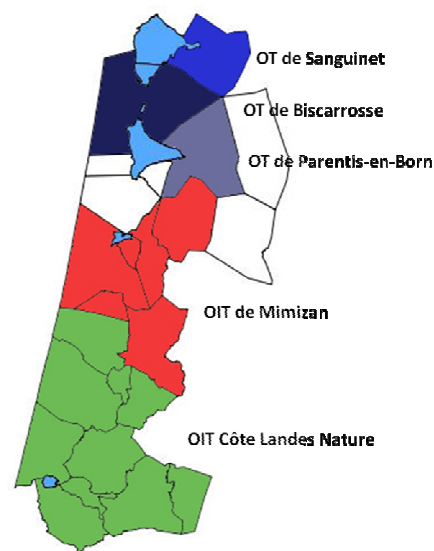 OT de Sanguinet
OT de Biscarrosse
OT de Parentis-en-Born
OIT de Mimizan
OIT Côte Landes Nature